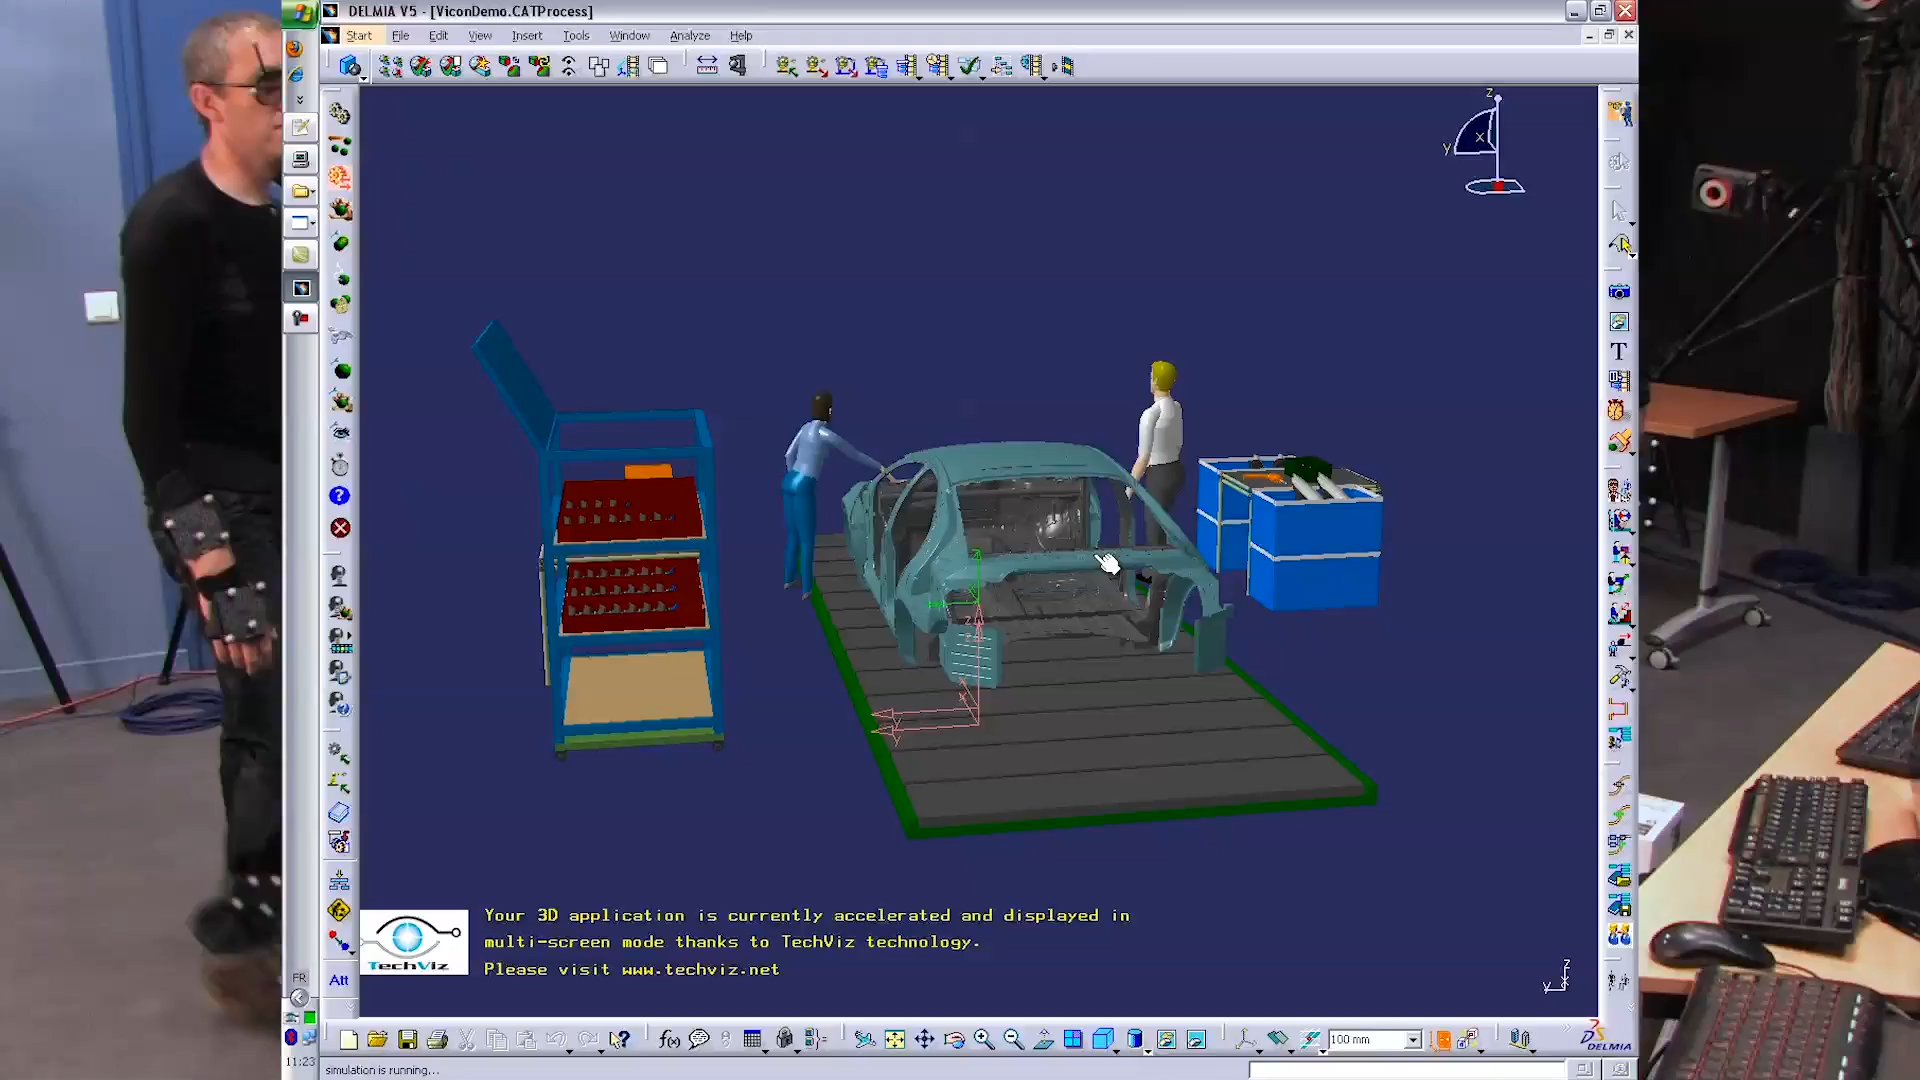 DELMIA V5 - [ViconDemo.CATProcess]
Start File Edit View Insert Tools Window Analyze Help
z
x
y
T
Z
Y
Y
Your 3D application is currently accelerated and displayed in
multi-screen mode thanks to TechViz technology.
Please visit www.techviz.net
TechViz
FR
Att
z
y x
f(x)
100 mm
DELMIA
11:23
simulation is running...